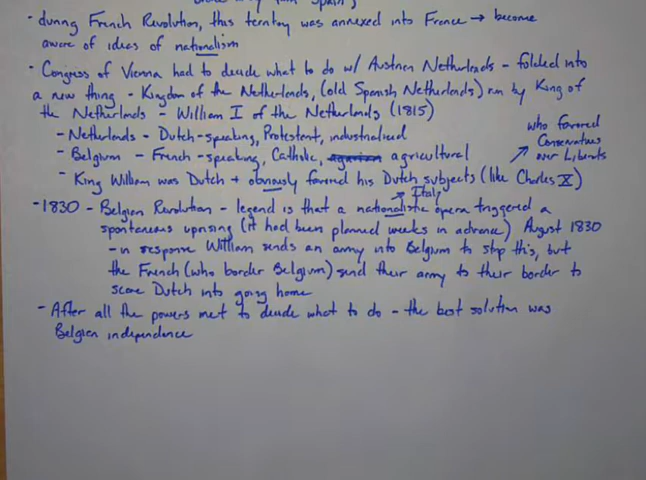 - during French Revolution, this territory was annexed into France → become
aware of ideas of nationalism
- Congress of Vienna had to decide what to do w/ Austrian Netherlands - folded into
a new thing - Kingdom of the Netherlands, (old Spanish Netherlands) run by King of
the Netherlands - William I of the Netherlands (1815)
- Netherlands - Dutch-speaking, Protestant, industrialized
- Belgium - French-speaking, Catholic, agrarian agricultural
- King William was Dutch + obviously favored his Dutch subjects (like Charles X)
who favored
Conservatives
over Liberals
→ Italy
- 1830 - Belgian Revolution - legend is that a nationalistic opera triggered a
spontaneous uprising (it had been planned weeks in advance) August 1830
- in response William sends an army into Belgium to stop this, but
the French (who border Belgium) send their army to their border to
scare Dutch into going home
- After all the powers met to decide what to do - the best solution was
Belgian independence